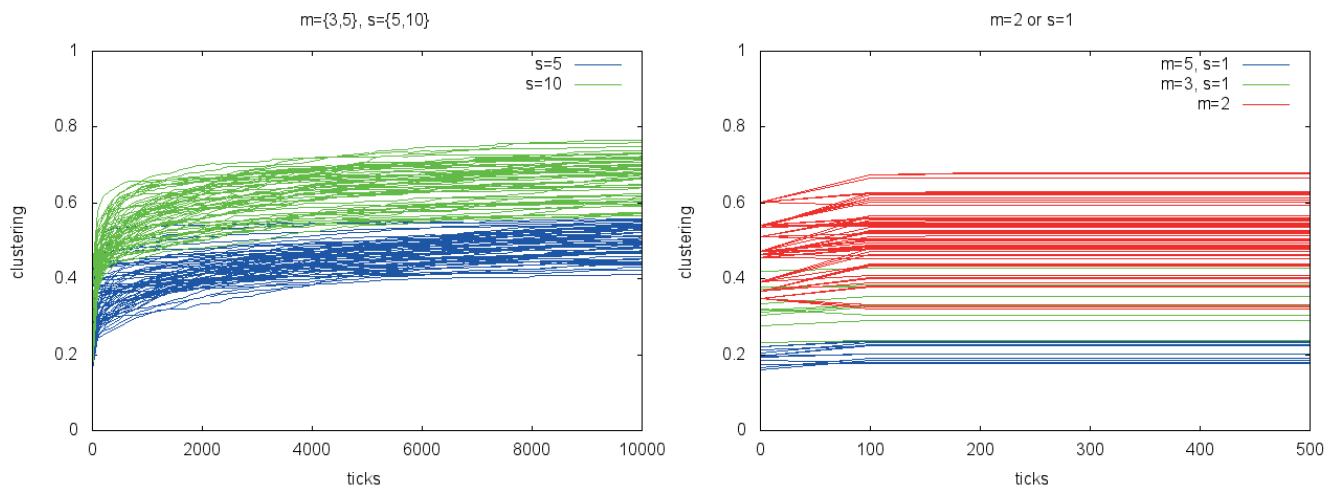 m={3,5}, s={5,10}
1
0.8
0.6
0.4
0.2
0
clustering
s=5
s=10
0
2000
4000
6000
8000
10000
ticks
m=2 or s=1
1
0.8
0.6
0.4
0.2
0
clustering
m=5, s=1
m=3, s=1
m=2
0
100
200
300
400
500
ticks